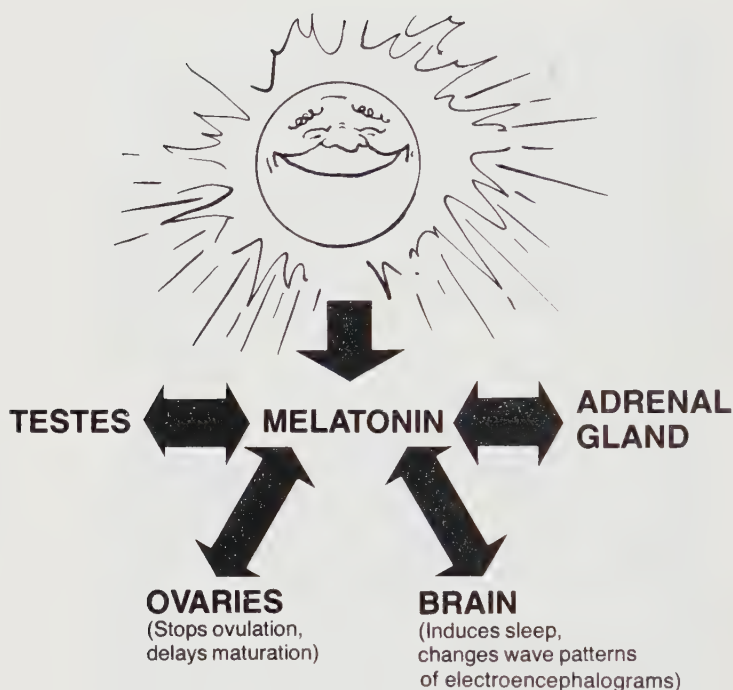 TESTES
MELATONIN
ADRENAL
GLAND
OVARIES
(Stops ovulation,
delays maturation)
BRAIN
(Induces sleep,
changes wave patterns
of electroencephalograms)